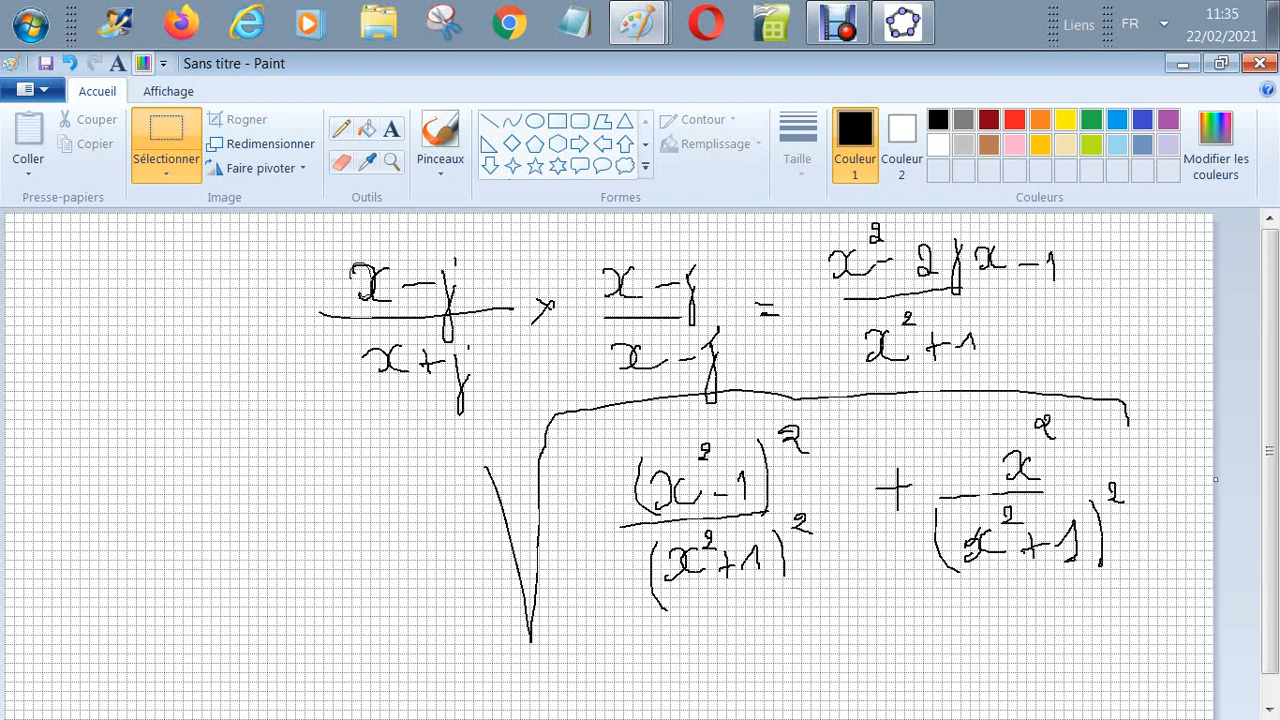 Liens FR 11:35
22/02/2021
Sans titre - Paint
Accueil Affichage
Coller
Couper
Copier
Presse-papiers
Sélectionner
Rogner
Redimensionner
Faire pivoter
Image
Outils
Pinceaux
Contour
Remplissage
Formes
Taille
Couleur 1
Couleur 2
Modifier les couleurs
Couleurs
(x - j)/(x + j) × (x - j)/(x - j) = (x² - 2jx - 1)/(x² + 1)
√((x² - 1)²/(x² + 1)² + x²/(x² + 1)²)